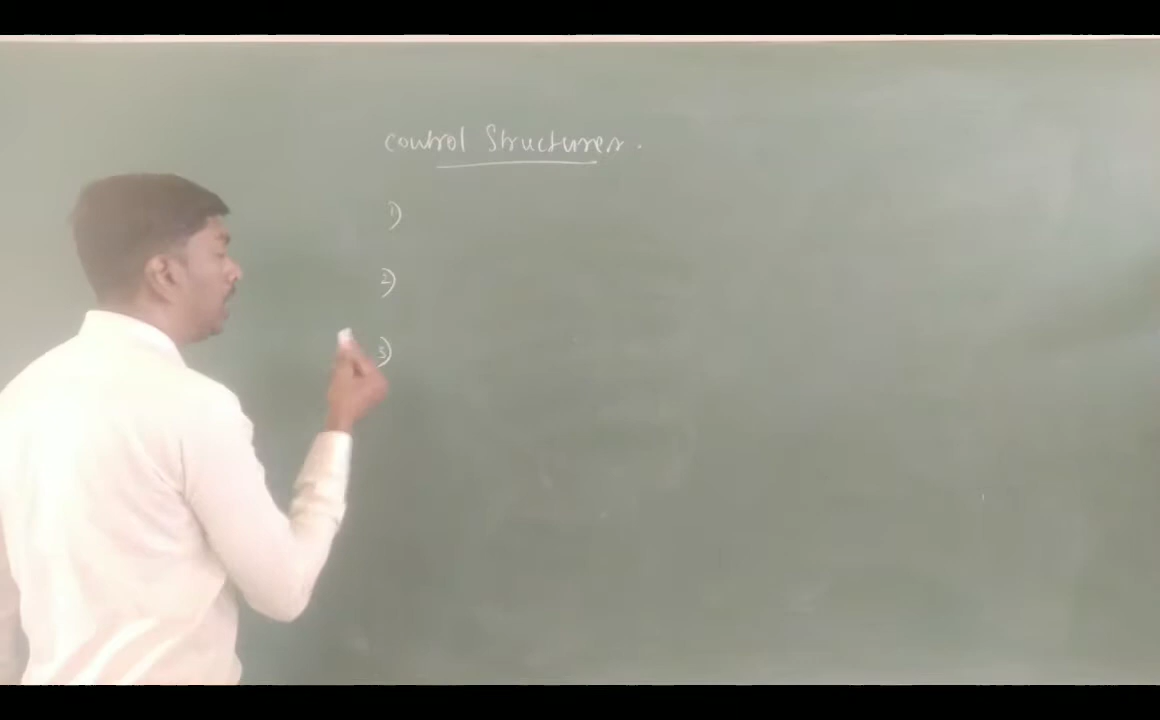 control Structures.
1)
2)
3)